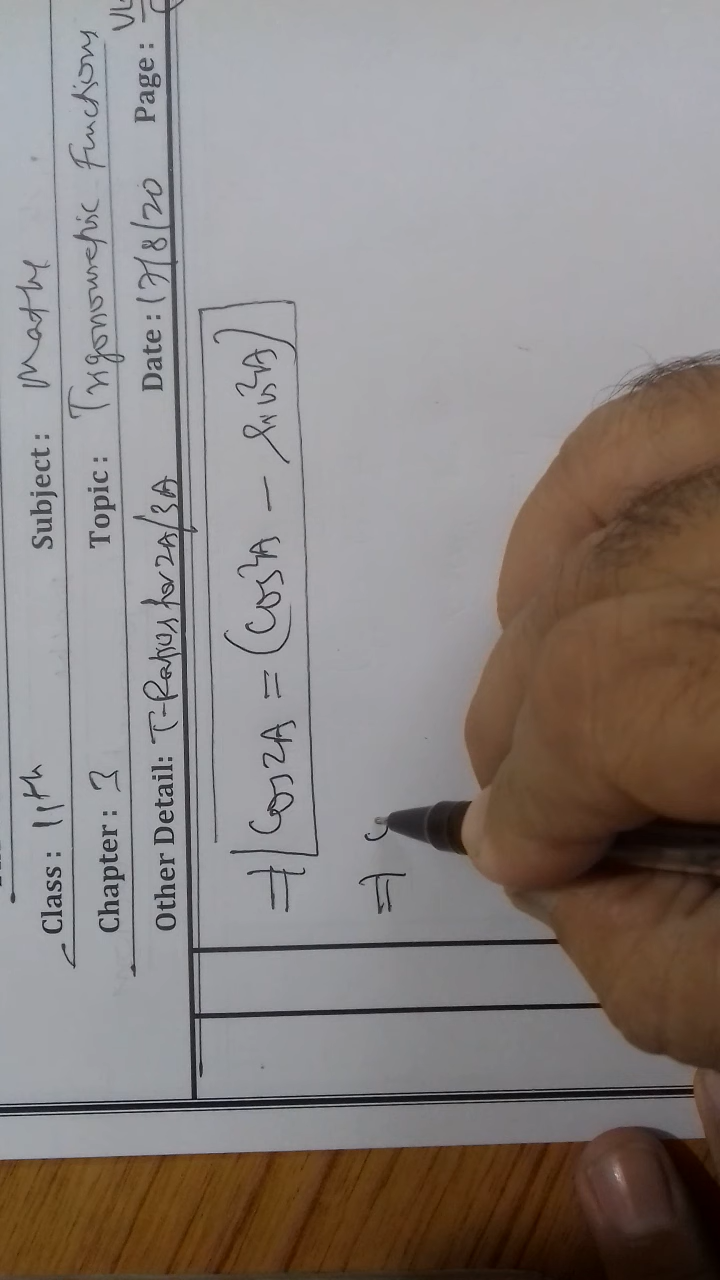 Class: 11th Subject: Maths
Chapter: 3 Topic: Trigonometric Functions
Other Detail: T-Ratios for 2A/3A Date: 17/8/20 Page:
⇒ Cos2A = (Cos²A - Sin²A)
⇒ C